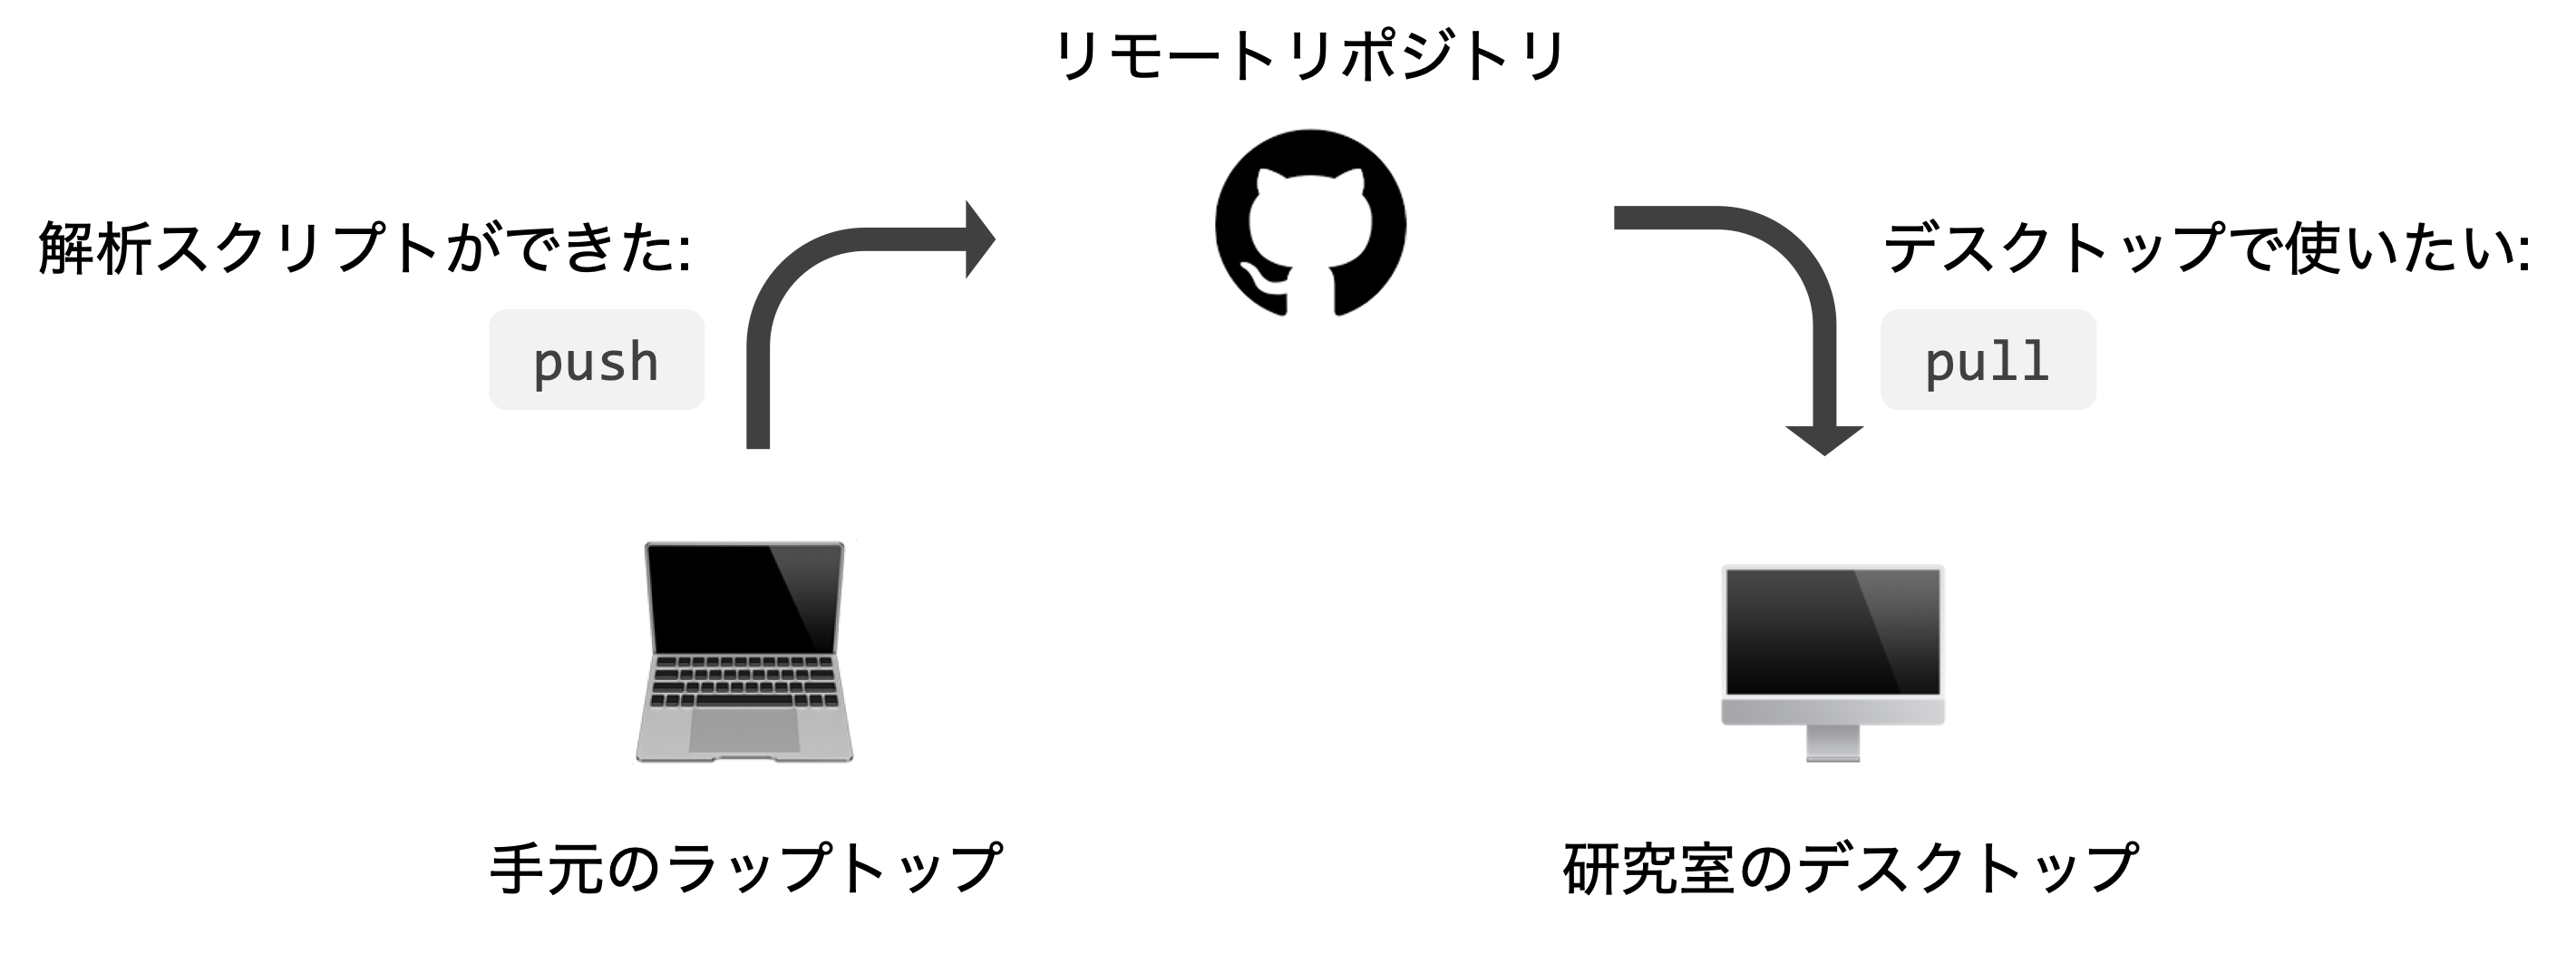 リモートリポジトリ
解析スクリプトができた:
push
デスクトップで使いたい:
pull
手元のラップトップ
研究室のデスクトップ